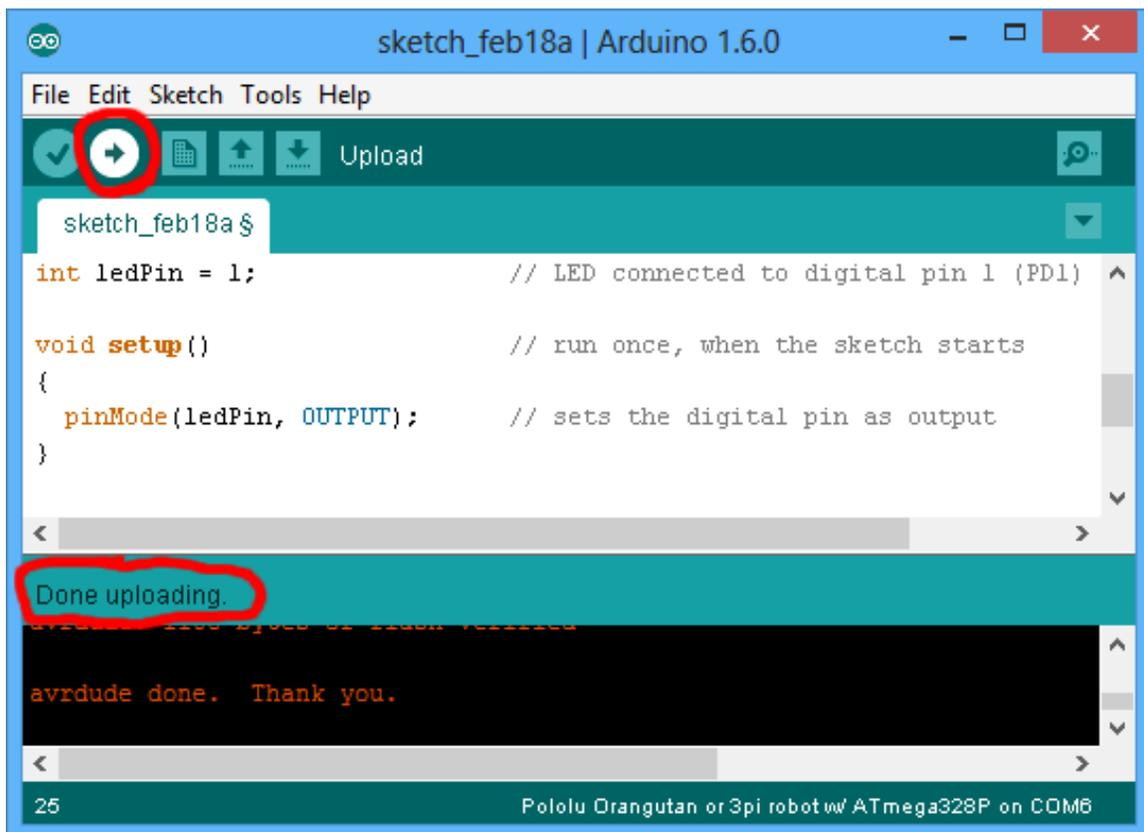 sketch_feb18a | Arduino 1.6.0
File Edit Sketch Tools Help
Upload
sketch_feb18a §
int ledPin = 1; // LED connected to digital pin 1 (PD1)
void setup() // run once, when the sketch starts
{
pinMode(ledPin, OUTPUT); // sets the digital pin as output
}
Done uploading.
avrdude done. Thank you.
25 Pololu Orangutan or 3pi robot w/ ATmega328P on COM6